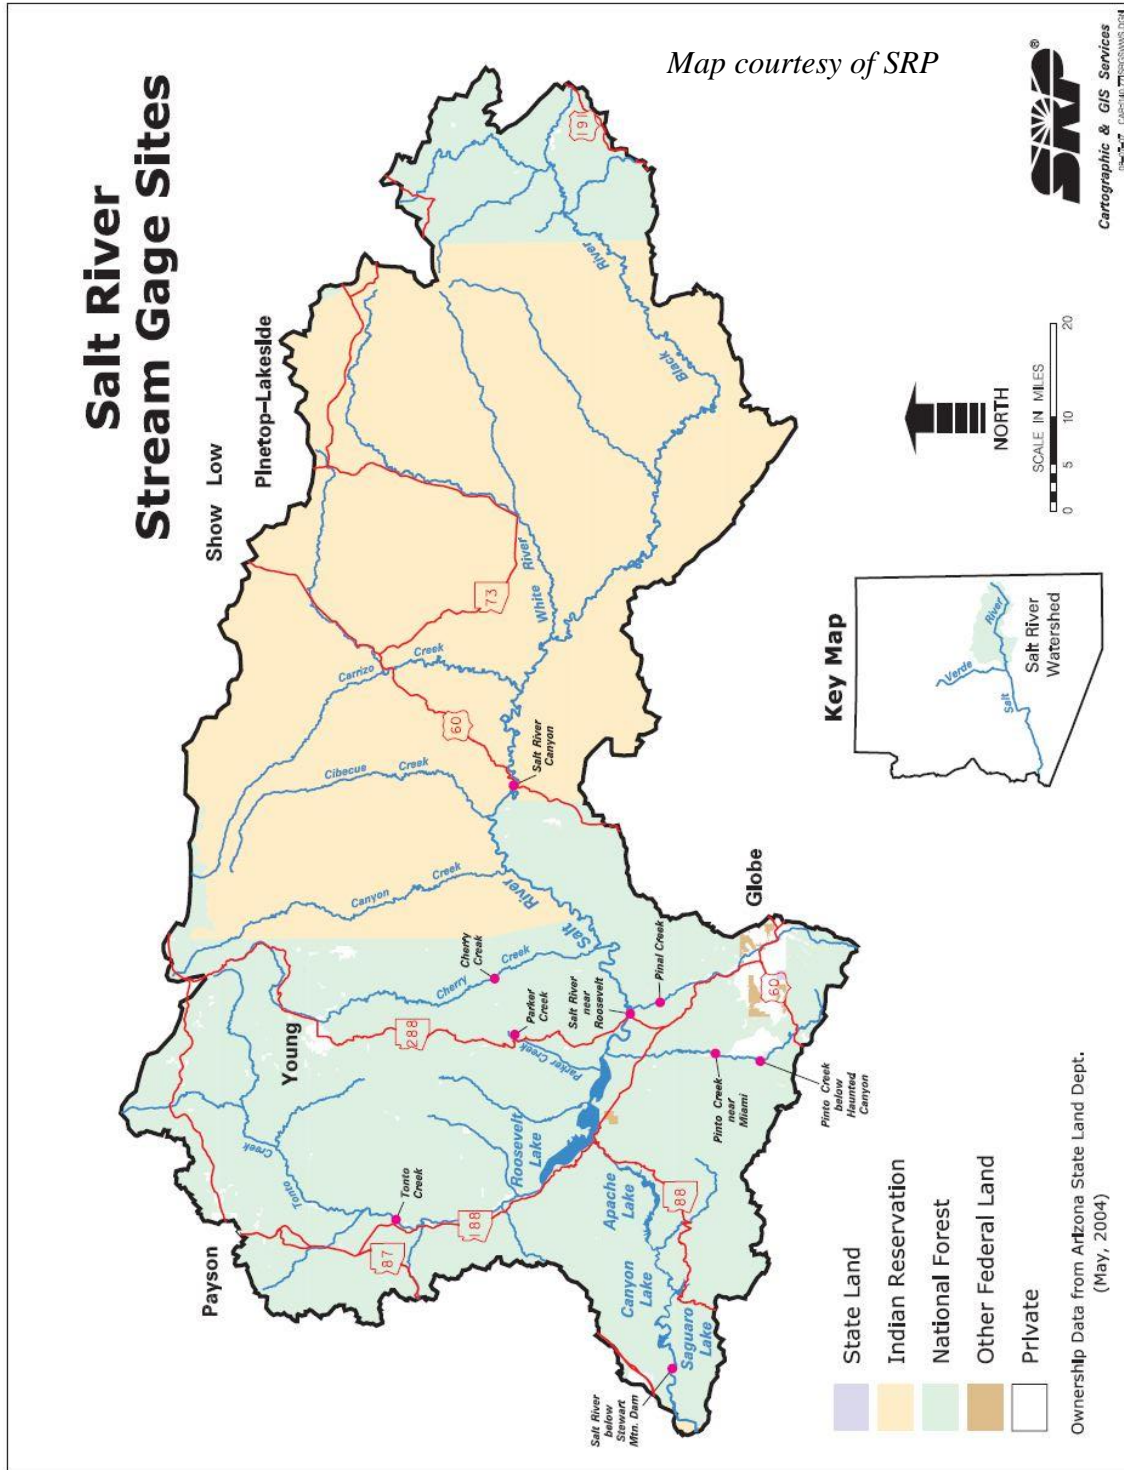 Map courtesy of SRP
Salt River
Stream Gage Sites
SRP®
Cartographic & GIS Services
Show Low
Pinetop-Lakeside
Payson
Young
Globe
191
River
Black
White
River
73
60
Carrizo
Creek
Cibecue
Creek
Salt River
Canyon
Canyon
Creek
River
Salt
Cherry
Creek
Cherry
Creek
288
Parker
Creek
Parker Creek
Salt River
near
Roosevelt
Pinal Creek
60
Pinto Creek
near
Miami
Pinto Creek
below
Haunted
Canyon
Tonto
Creek
Tonto
Creek
87
188
Roosevelt
Lake
Apache
Lake
88
Canyon
Lake
Saguaro
Lake
Salt River
below
Stewart
Mtn. Dam
NORTH
SCALE IN MILES
0 5 10 20
Key Map
Verde
River
Salt
Salt River
Watershed
State Land
Indian Reservation
National Forest
Other Federal Land
Private
Ownership Data from Arizona State Land Dept.
(May, 2004)